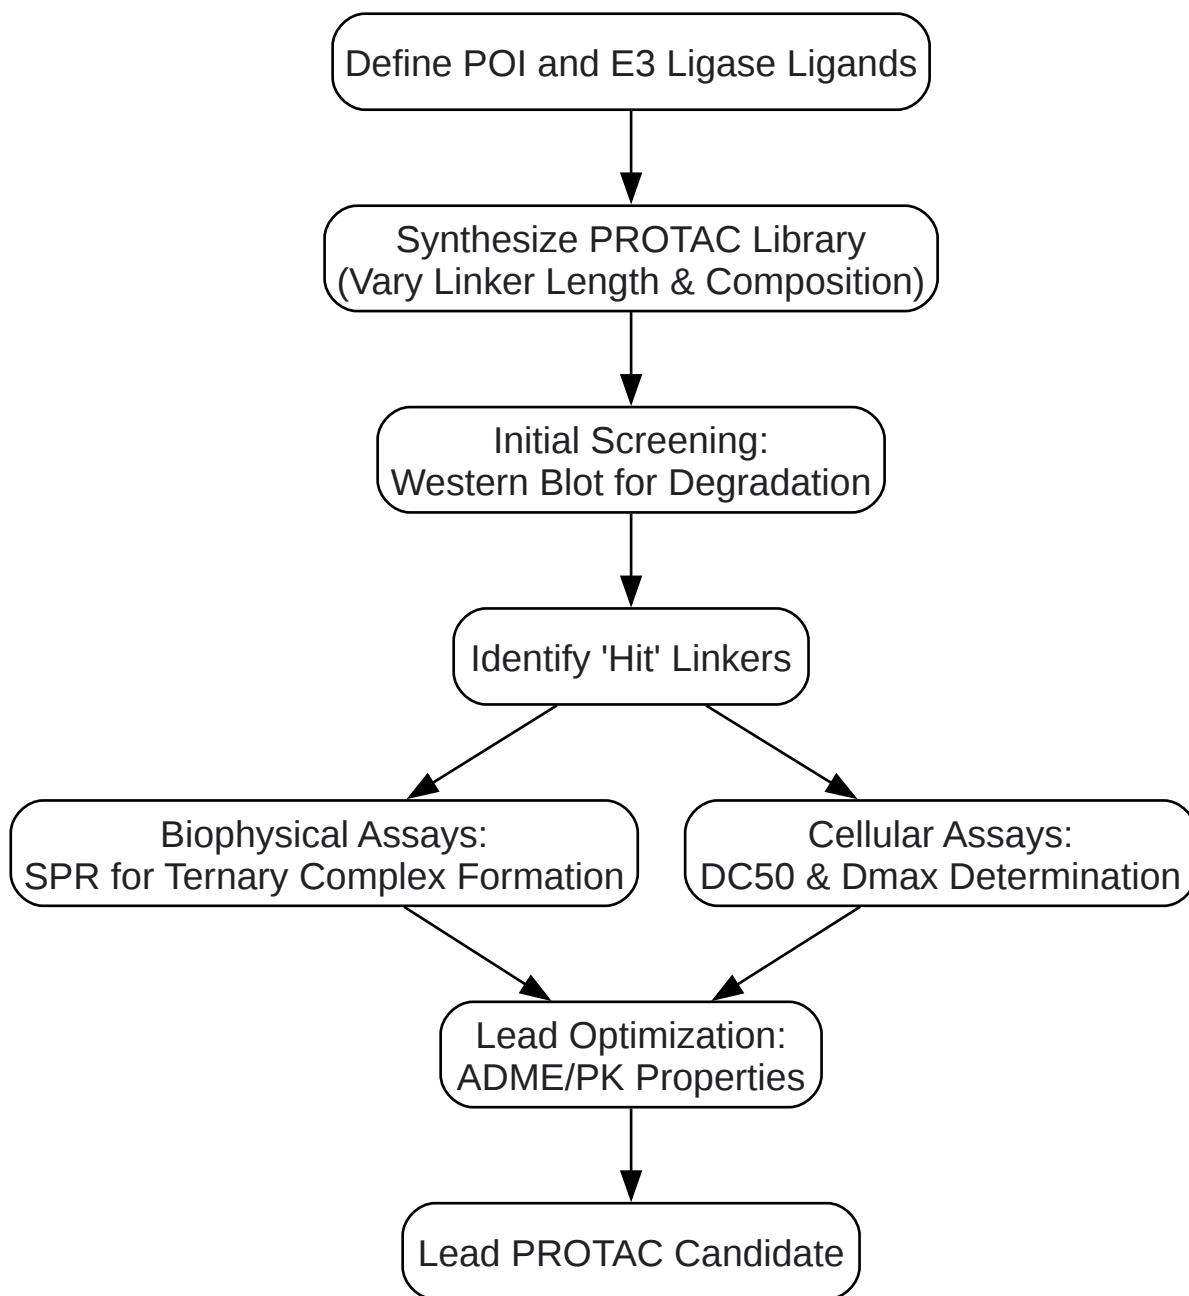 Define POI and E3 Ligase Ligands
Synthesize PROTAC Library
(Vary Linker Length & Composition)
Initial Screening:
Western Blot for Degradation
Identify 'Hit' Linkers
Biophysical Assays:
SPR for Ternary Complex Formation
Cellular Assays:
DC50 & Dmax Determination
Lead Optimization:
ADME/PK Properties
Lead PROTAC Candidate